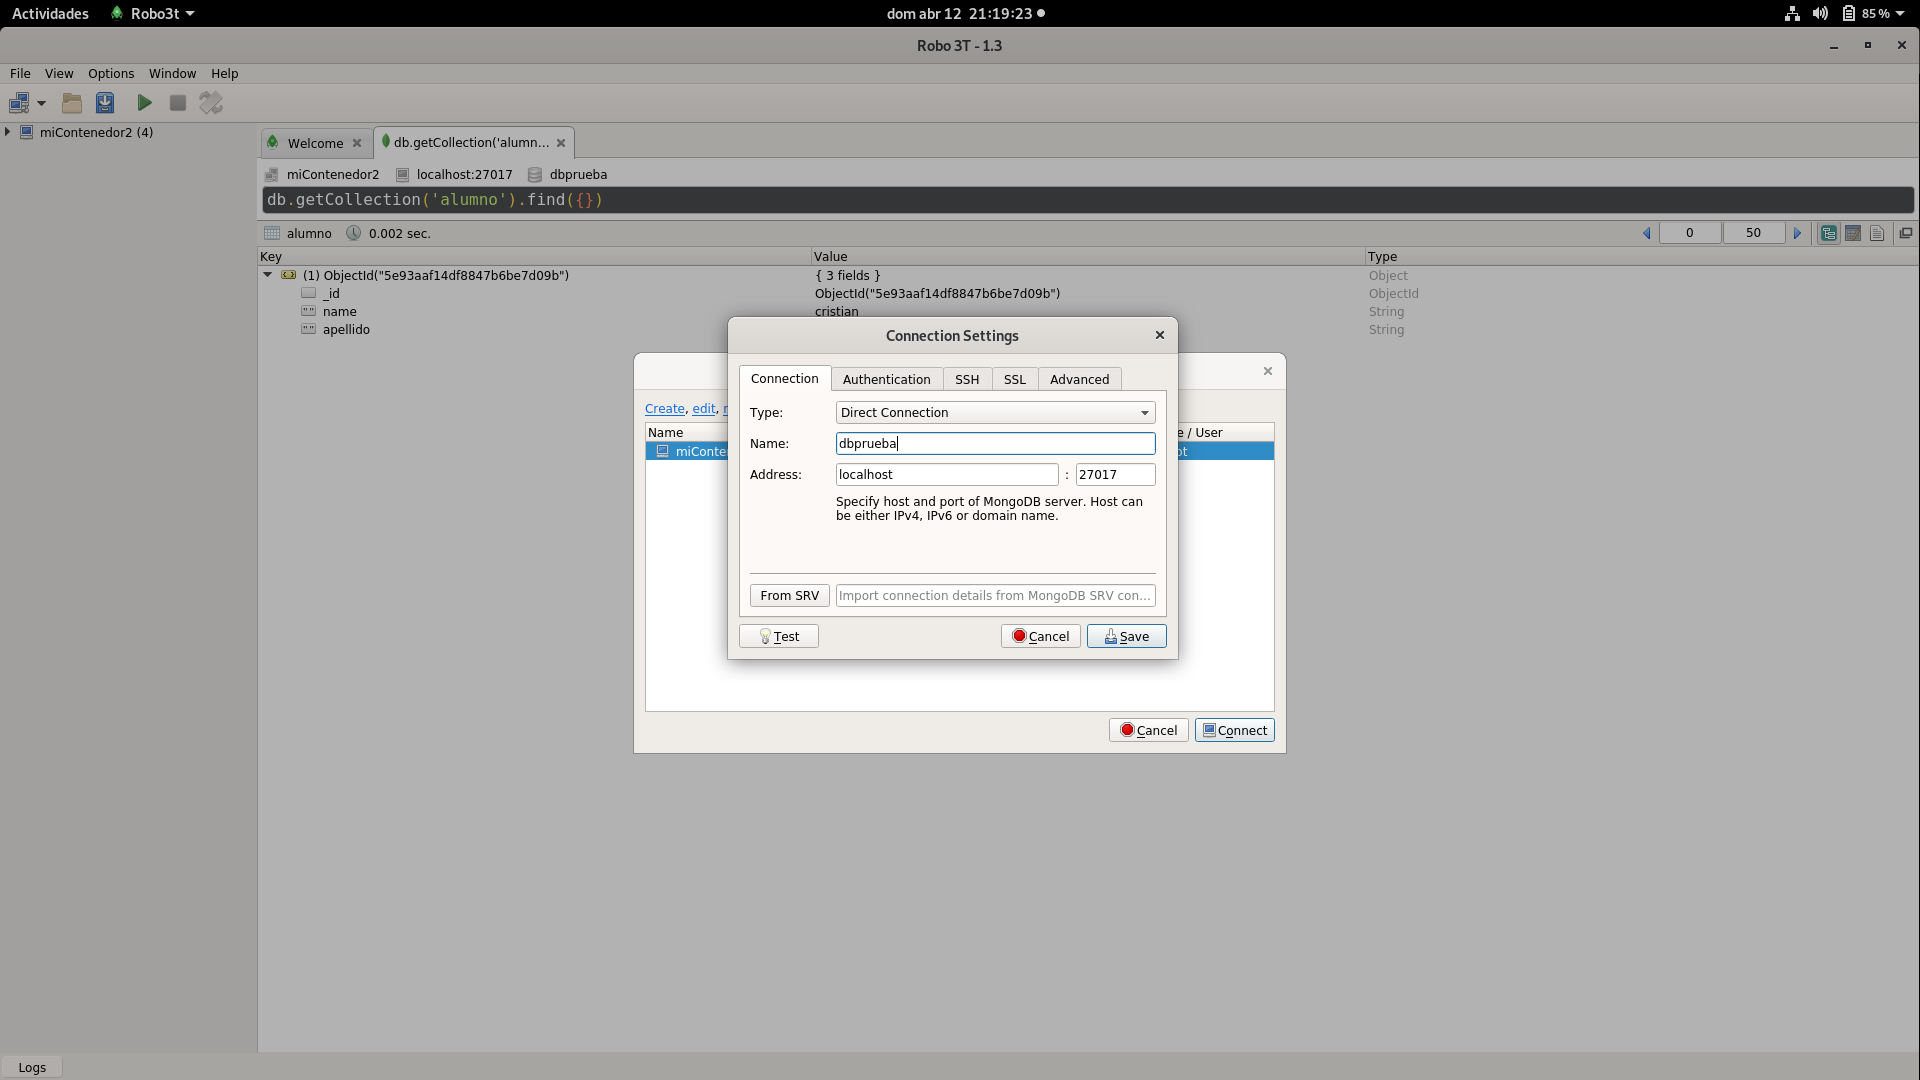 Actividades Robo3t dom abr 12 21:19:23 85 %
Robo 3T - 1.3
File View Options Window Help
miContenedor2 (4)
Welcome db.getCollection('alumn...
miContenedor2 localhost:27017 dbprueba
db.getCollection('alumno').find({})
alumno 0.002 sec. 0 50
Key Value Type
(1) ObjectId("5e93aaf14df8847b6be7d09b") { 3 fields } Object
_id ObjectId("5e93aaf14df8847b6be7d09b") ObjectId
name cristian String
apellido String
Connection Settings
Connection Authentication SSH SSL Advanced
Type: Direct Connection
Name: dbprueba
Address: localhost : 27017
Specify host and port of MongoDB server. Host can
be either IPv4, IPv6 or domain name.
From SRV Import connection details from MongoDB SRV con...
Test Cancel Save
Create, edit,
Name / User
Cancel Connect
Logs